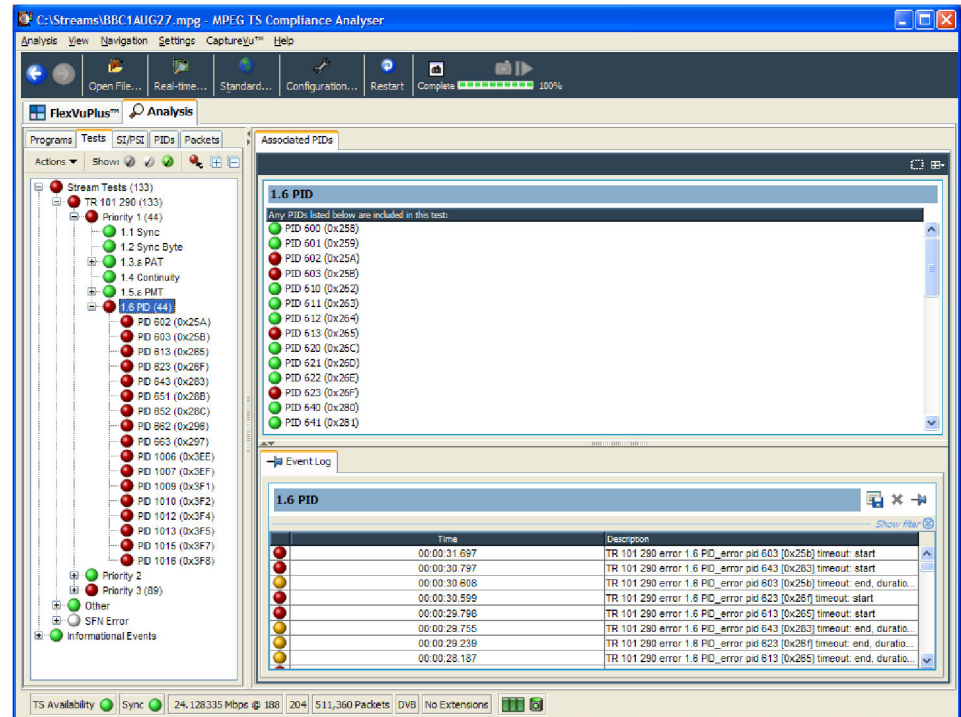 C:\Streams\BBC1AUG27.mpg - MPEG TS Compliance Analyser
Analysis View Navigation Settings CaptureVu™ Help
Open File... Real-time... Standard... Configuration... Restart Complete 100%
FlexVuPlus™ Analysis
Programs Tests SI/PSI PIDs Packets
Actions Show:
Stream Tests (133)
TR 101 290 (133)
Priority 1 (44)
1.1 Sync
1.2 Sync Byte
1.3.a PAT
1.4 Continuity
1.5.a PMT
1.6 PID (44)
PID 602 (0x25A)
PID 603 (0x25B)
PID 613 (0x265)
PID 623 (0x26F)
PID 643 (0x283)
PID 651 (0x28B)
PID 652 (0x28C)
PID 662 (0x296)
PID 663 (0x297)
PID 1006 (0x3EE)
PID 1007 (0x3EF)
PID 1009 (0x3F1)
PID 1010 (0x3F2)
PID 1012 (0x3F4)
PID 1013 (0x3F5)
PID 1015 (0x3F7)
PID 1016 (0x3F8)
Priority 2
Priority 3 (89)
Other
SFN Error
Informational Events
Associated PIDs
1.6 PID
Any PIDs listed below are included in this test:
PID 600 (0x258)
PID 601 (0x259)
PID 602 (0x25A)
PID 603 (0x25B)
PID 610 (0x262)
PID 611 (0x263)
PID 612 (0x264)
PID 613 (0x265)
PID 620 (0x26C)
PID 621 (0x26D)
PID 622 (0x26E)
PID 623 (0x26F)
PID 640 (0x280)
PID 641 (0x281)
Event Log
1.6 PID
Show filter
Time Description
00:00:31.697 TR 101 290 error 1.6 PID_error pid 603 [0x25b] timeout: start
00:00:30.797 TR 101 290 error 1.6 PID_error pid 643 [0x283] timeout: start
00:00:30.608 TR 101 290 error 1.6 PID_error pid 603 [0x25b] timeout: end, duratio...
00:00:30.599 TR 101 290 error 1.6 PID_error pid 623 [0x26f] timeout: start
00:00:29.798 TR 101 290 error 1.6 PID_error pid 613 [0x265] timeout: start
00:00:29.755 TR 101 290 error 1.6 PID_error pid 643 [0x283] timeout: end, duratio...
00:00:29.239 TR 101 290 error 1.6 PID_error pid 623 [0x26f] timeout: end, duratio...
00:00:28.187 TR 101 290 error 1.6 PID_error pid 613 [0x265] timeout: end, duratio...
TS Availability Sync 24.128335 Mbps @ 188 204 511,360 Packets DVB No Extensions